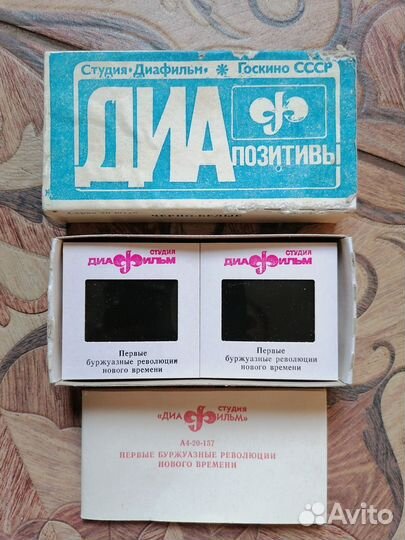 Студия «Диафильм» * Госкино СССР
ДИА
ПОЗИТИВЫ
СТУДИЯ
ДИАФИЛЬМ
Первые
буржуазные революции
нового времени
СТУДИЯ
ДИАФИЛЬМ
Первые
буржуазные революции
нового времени
СТУДИЯ
«ДИАФИЛЬМ»
А4-20-157
ПЕРВЫЕ БУРЖУАЗНЫЕ РЕВОЛЮЦИИ
НОВОГО ВРЕМЕНИ
Avito